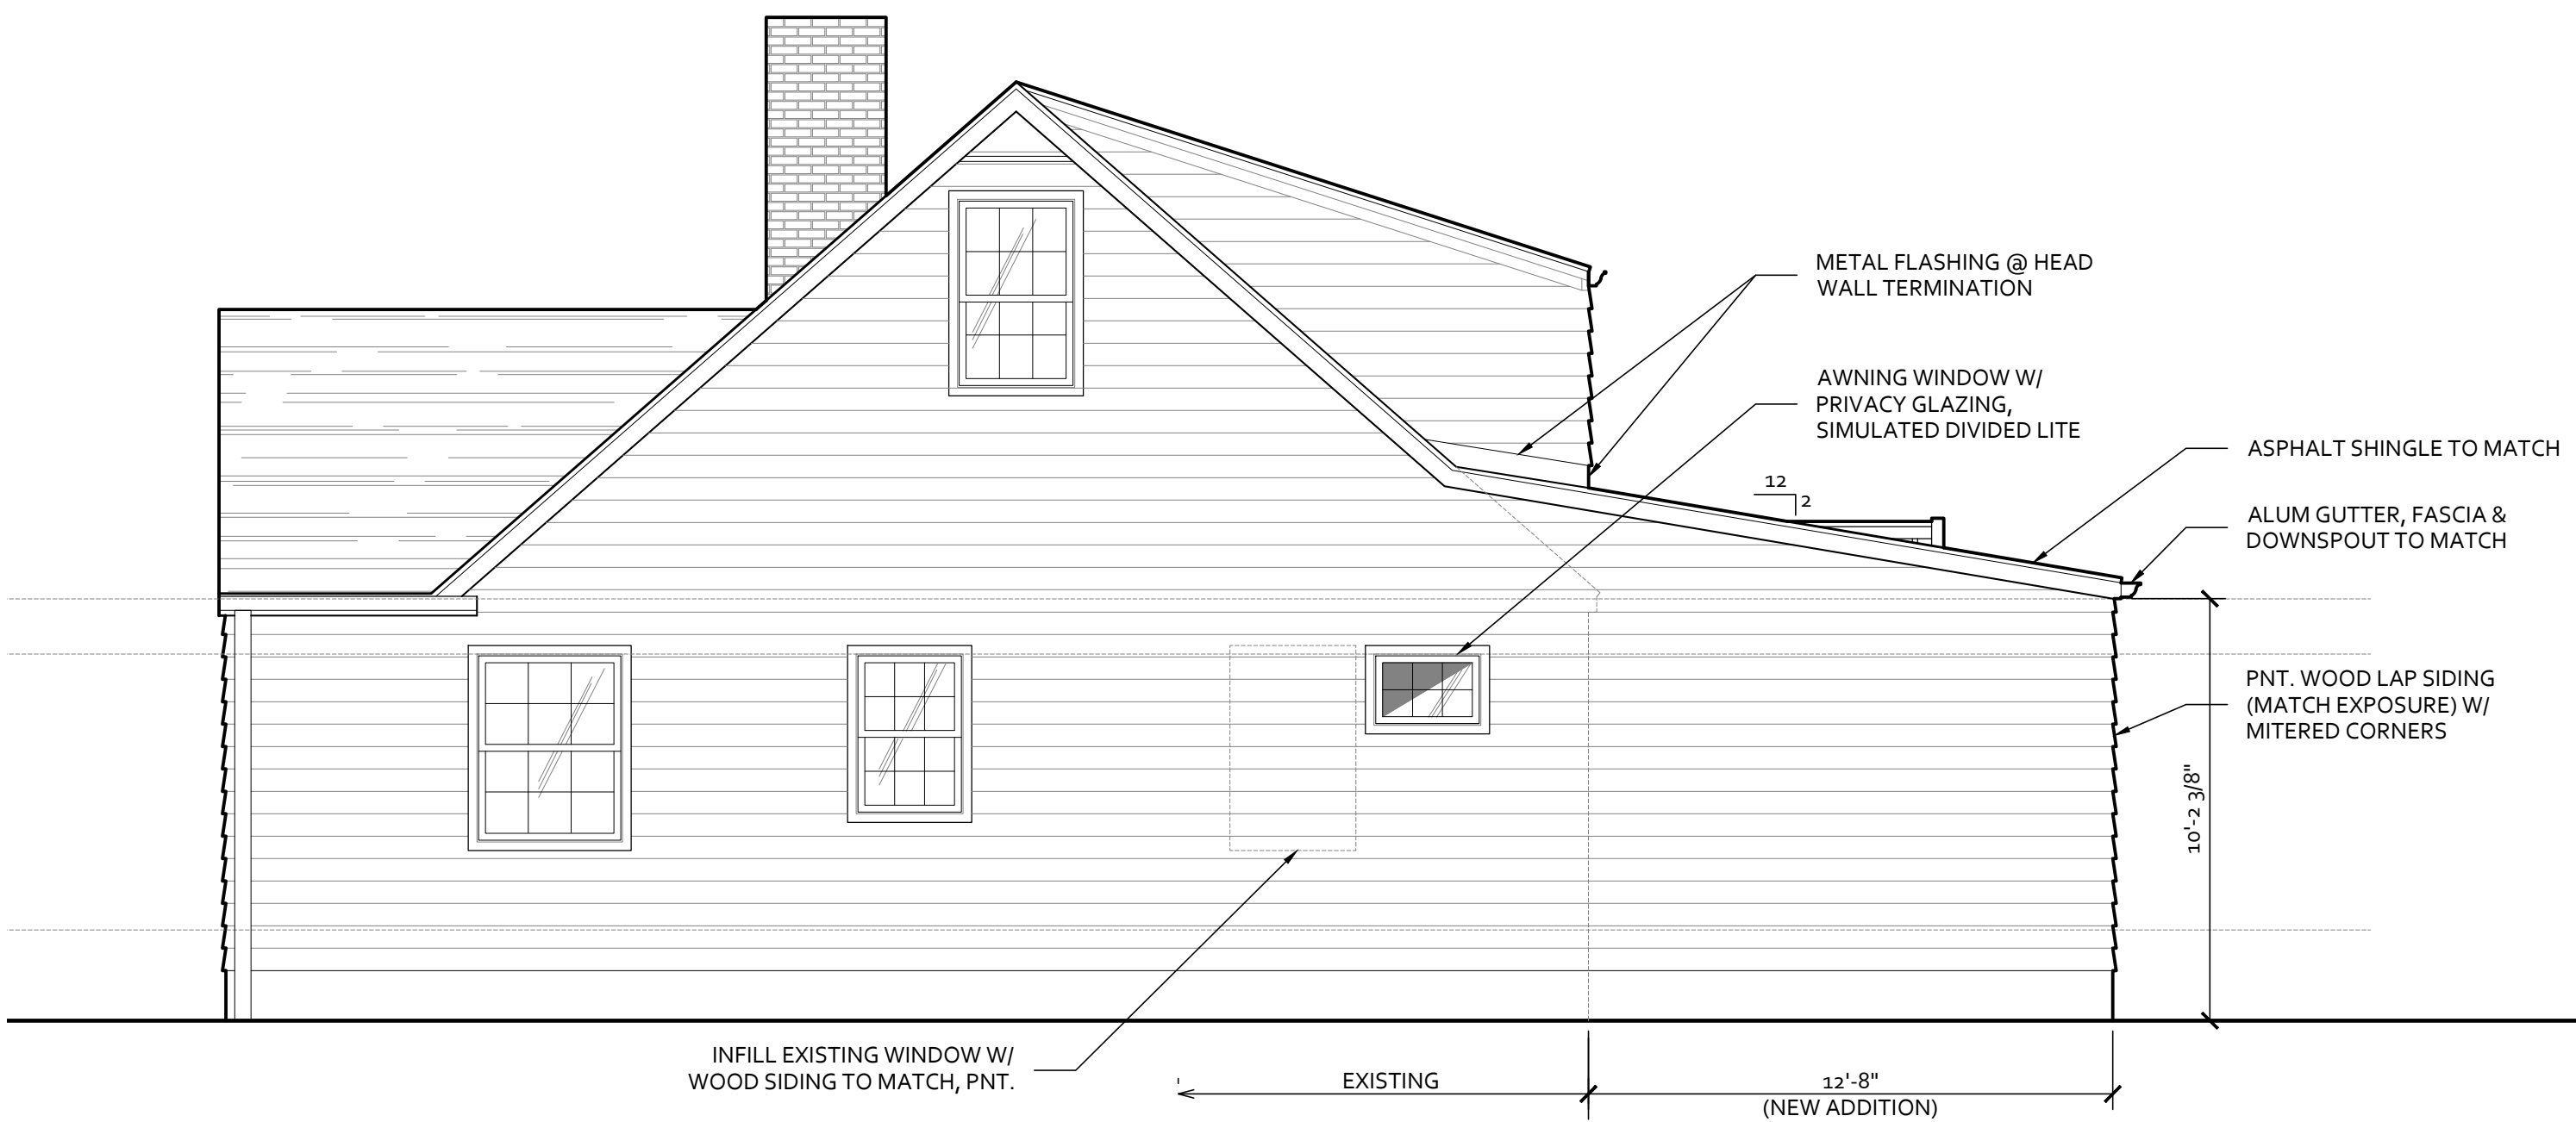 METAL FLASHING @ HEAD
WALL TERMINATION
AWNING WINDOW W/
PRIVACY GLAZING,
SIMULATED DIVIDED LITE
12
2
ASPHALT SHINGLE TO MATCH
ALUM GUTTER, FASCIA &
DOWNSPOUT TO MATCH
PNT. WOOD LAP SIDING
(MATCH EXPOSURE) W/
MITERED CORNERS
10'-2 3/8"
INFILL EXISTING WINDOW W/
WOOD SIDING TO MATCH, PNT.
EXISTING
12'-8"
(NEW ADDITION)